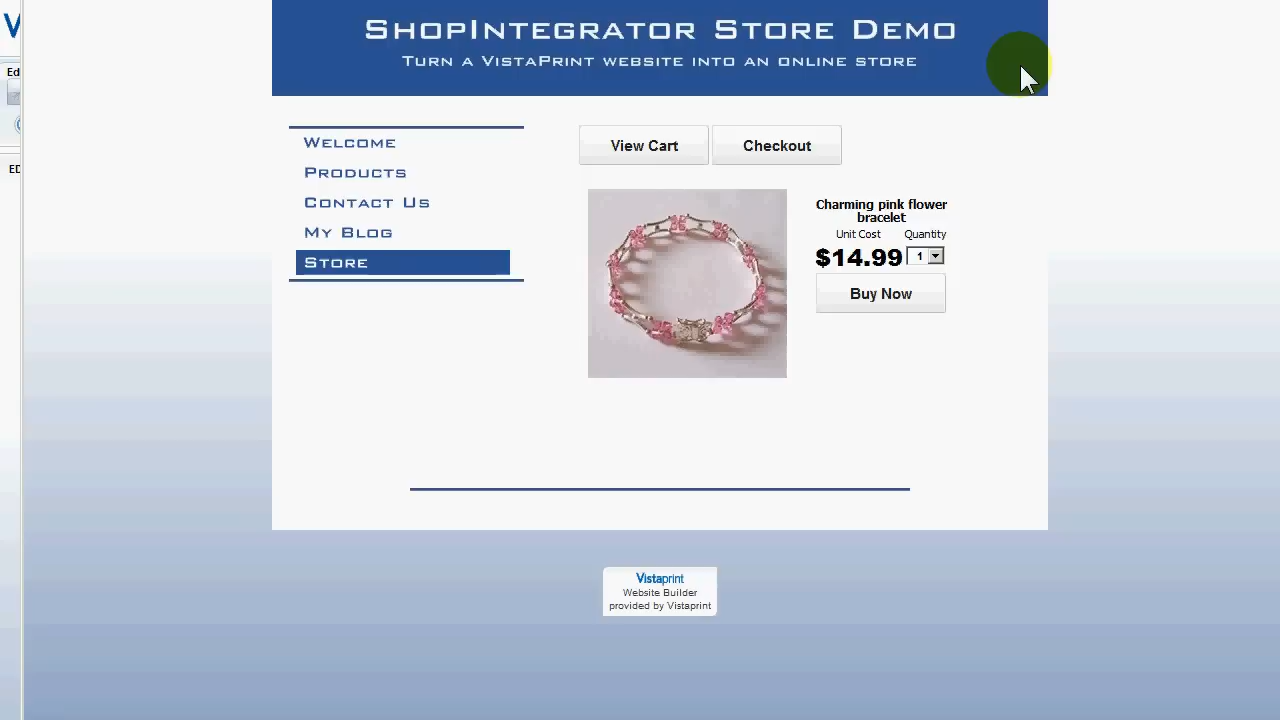 V
SHOPINTEGRATOR STORE DEMO
TURN A VISTAPRINT WEBSITE INTO AN ONLINE STORE
Ed
ED
WELCOME
PRODUCTS
CONTACT US
MY BLOG
STORE
View Cart
Checkout
Charming pink flower
bracelet
Unit Cost Quantity
$14.99 1
Buy Now
Vistaprint
Website Builder
provided by Vistaprint